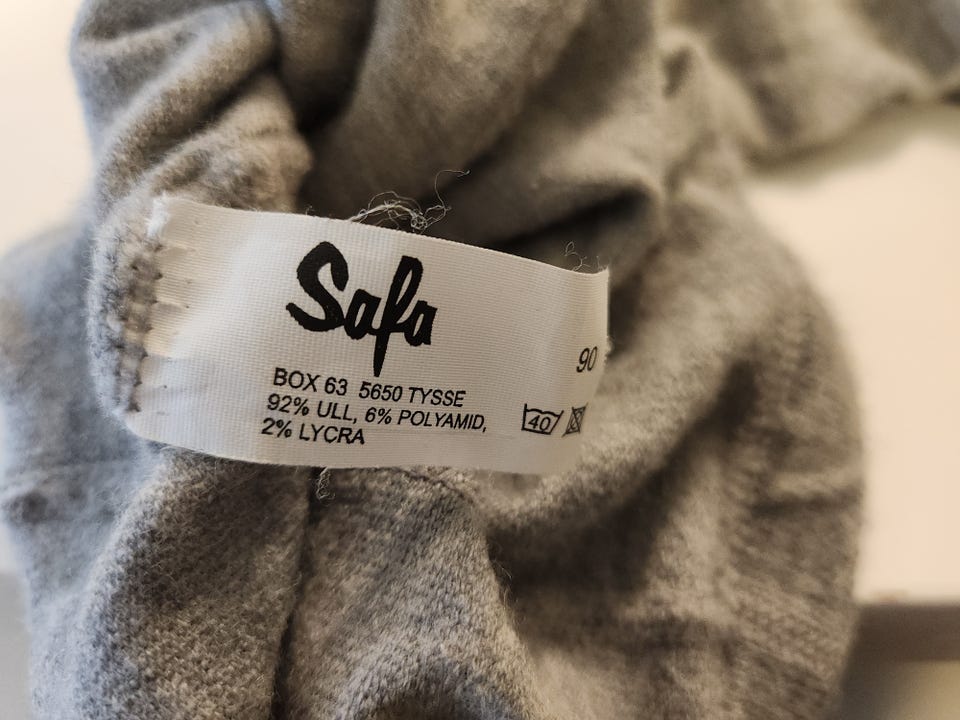 Safa
90
BOX 63 5650 TYSSE
92% ULL, 6% POLYAMID,
2% LYCRA
40